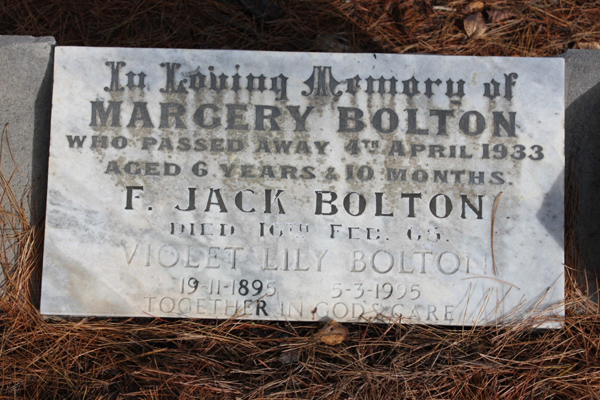 In Loving Memory of
MARGERY BOLTON
WHO PASSED AWAY 4TH APRIL 1933
AGED 6 YEARS & 10 MONTHS.
F. JACK BOLTON
DIED 16TH FEB. 65.
VIOLET LILY BOLTON
19-11-1895 5-3-1995
TOGETHER IN GOD'S CARE